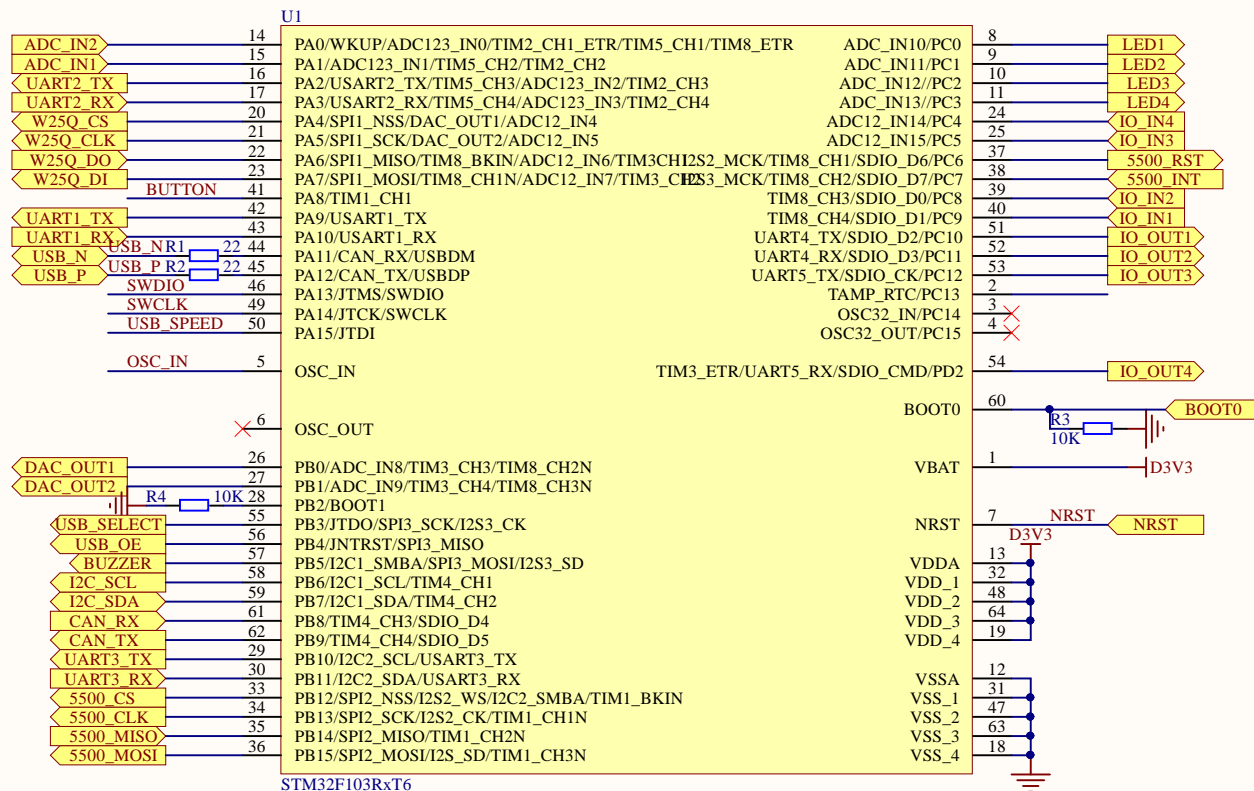 U1
ADC_IN2 14 PA0/WKUP/ADC123_IN0/TIM2_CH1_ETR/TIM5_CH1/TIM8_ETR ADC_IN10/PC0 8 LED1
ADC_IN1 15 PA1/ADC123_IN1/TIM5_CH2/TIM2_CH2 ADC_IN11/PC1 9 LED2
UART2_TX 16 PA2/USART2_TX/TIM5_CH3/ADC123_IN2/TIM2_CH3 ADC_IN12//PC2 10 LED3
UART2_RX 17 PA3/USART2_RX/TIM5_CH4/ADC123_IN3/TIM2_CH4 ADC_IN13//PC3 11 LED4
W25Q_CS 20 PA4/SPI1_NSS/DAC_OUT1/ADC12_IN4 ADC12_IN14/PC4 24 IO_IN4
W25Q_CLK 21 PA5/SPI1_SCK/DAC_OUT2/ADC12_IN5 ADC12_IN15/PC5 25 IO_IN3
W25Q_DO 22 PA6/SPI1_MISO/TIM8_BKIN/ADC12_IN6/TIM3CH1 I2S2_MCK/TIM8_CH1/SDIO_D6/PC6 37 5500_RST
W25Q_DI 23 PA7/SPI1_MOSI/TIM8_CH1N/ADC12_IN7/TIM3_CH2 I2S3_MCK/TIM8_CH2/SDIO_D7/PC7 38 5500_INT
BUTTON 41 PA8/TIM1_CH1 TIM8_CH3/SDIO_D0/PC8 39 IO_IN2
UART1_TX 42 PA9/USART1_TX TIM8_CH4/SDIO_D1/PC9 40 IO_IN1
UART1_RX 43 PA10/USART1_RX UART4_TX/SDIO_D2/PC10 51 IO_OUT1
USB_N USB_N R1 22 44 PA11/CAN_RX/USBDM UART4_RX/SDIO_D3/PC11 52 IO_OUT2
USB_P USB_P R2 22 45 PA12/CAN_TX/USBDP UART5_TX/SDIO_CK/PC12 53 IO_OUT3
SWDIO 46 PA13/JTMS/SWDIO TAMP_RTC/PC13 2
SWCLK 49 PA14/JTCK/SWCLK OSC32_IN/PC14 3
USB_SPEED 50 PA15/JTDI OSC32_OUT/PC15 4
OSC_IN 5 OSC_IN TIM3_ETR/UART5_RX/SDIO_CMD/PD2 54 IO_OUT4
BOOT0 60 BOOT0
6 OSC_OUT R3 10K
DAC_OUT1 26 PB0/ADC_IN8/TIM3_CH3/TIM8_CH2N VBAT 1 D3V3
DAC_OUT2 27 PB1/ADC_IN9/TIM3_CH4/TIM8_CH3N
R4 10K 28 PB2/BOOT1
USB_SELECT 55 PB3/JTDO/SPI3_SCK/I2S3_CK NRST 7 NRST NRST
USB_OE 56 PB4/JNTRST/SPI3_MISO D3V3
BUZZER 57 PB5/I2C1_SMBA/SPI3_MOSI/I2S3_SD VDDA 13
I2C_SCL 58 PB6/I2C1_SCL/TIM4_CH1 VDD_1 32
I2C_SDA 59 PB7/I2C1_SDA/TIM4_CH2 VDD_2 48
CAN_RX 61 PB8/TIM4_CH3/SDIO_D4 VDD_3 64
CAN_TX 62 PB9/TIM4_CH4/SDIO_D5 VDD_4 19
UART3_TX 29 PB10/I2C2_SCL/USART3_TX
UART3_RX 30 PB11/I2C2_SDA/USART3_RX VSSA 12
5500_CS 33 PB12/SPI2_NSS/I2S2_WS/I2C2_SMBA/TIM1_BKIN VSS_1 31
5500_CLK 34 PB13/SPI2_SCK/I2S2_CK/TIM1_CH1N VSS_2 47
5500_MISO 35 PB14/SPI2_MISO/TIM1_CH2N VSS_3 63
5500_MOSI 36 PB15/SPI2_MOSI/I2S_SD/TIM1_CH3N VSS_4 18
STM32F103RxT6